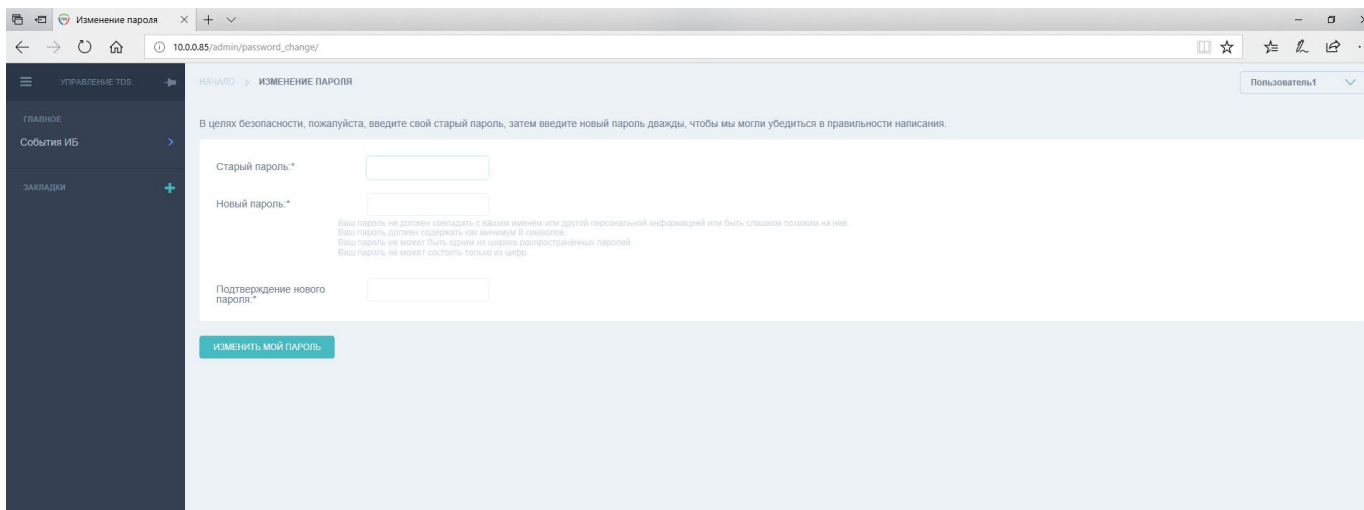 Изменение пароля
10.0.0.85/admin/password_change/
УПРАВЛЕНИЕ TDS.
НАЧАЛО > ИЗМЕНЕНИЕ ПАРОЛЯ
Пользователь1
ГЛАВНОЕ
В целях безопасности, пожалуйста, введите свой старый пароль, затем введите новый пароль дважды, чтобы мы могли убедиться в правильности написания.
События ИБ
Старый пароль:*
ЗАКЛАДКИ
Новый пароль:*
Ваш пароль не должен совпадать с вашим именем или другой персональной информацией или быть слишком похожим на неё.
Ваш пароль должен содержать как минимум 8 символов.
Ваш пароль не может быть одним из широко распространённых паролей.
Ваш пароль не может состоять только из цифр.
Подтверждение нового
пароля:*
ИЗМЕНИТЬ МОЙ ПАРОЛЬ